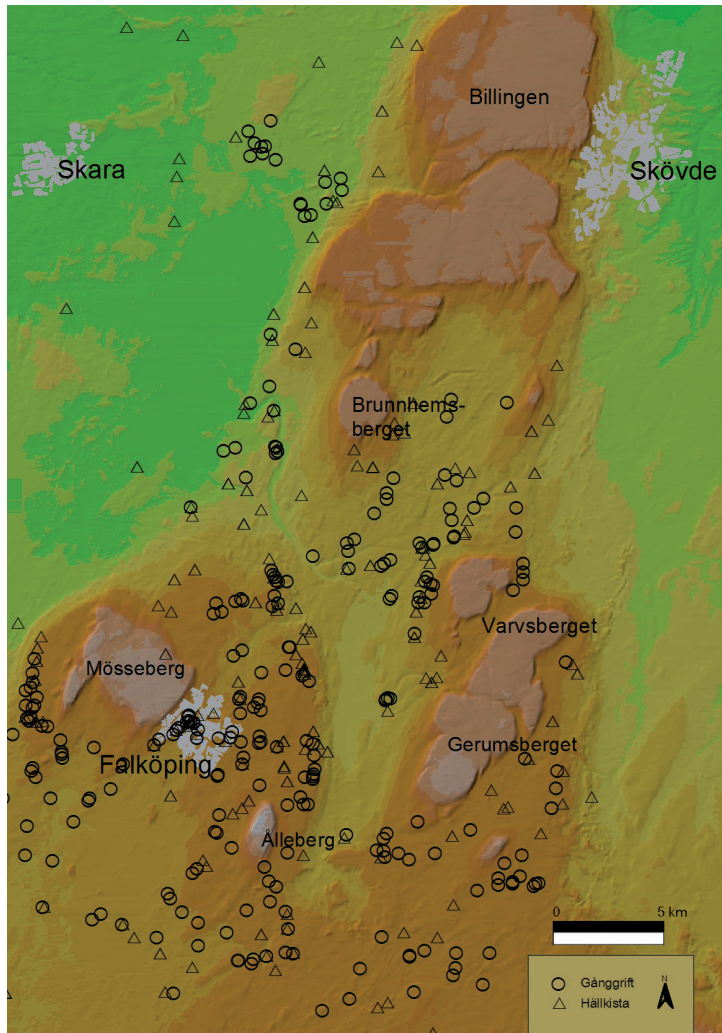 Billingen
Skara
Skövde
Brunnhems-
berget
Varvsberget
Mösseberg
Gerumsberget
Falköping
Ålleberg
0 5 km
N
Gånggrift
Hällkista